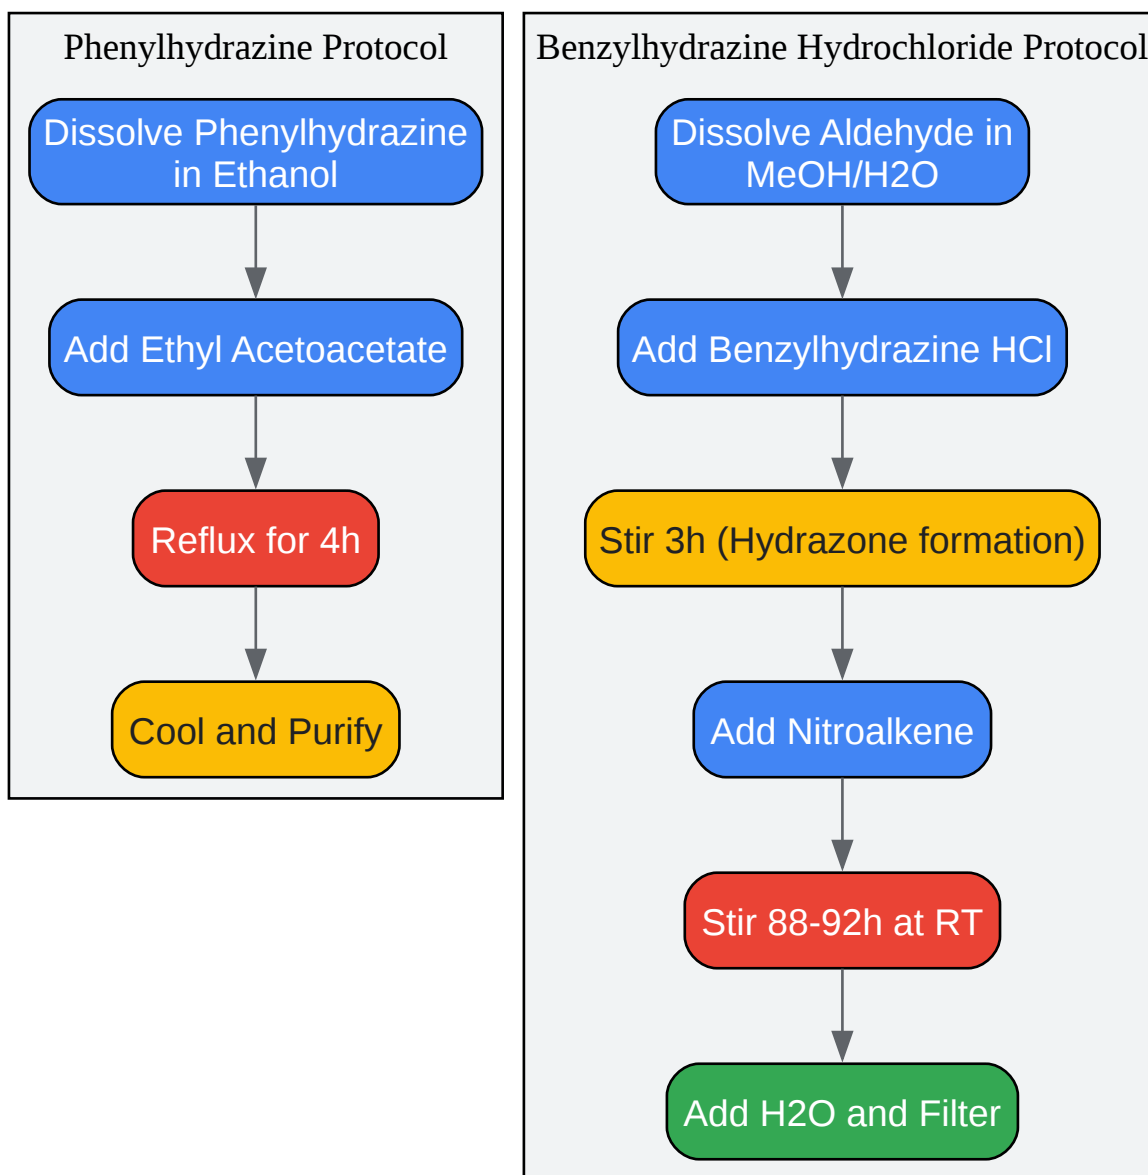 Phenylhydrazine Protocol
Dissolve Phenylhydrazine
in Ethanol
Add Ethyl Acetoacetate
Reflux for 4h
Cool and Purify
Benzylhydrazine Hydrochloride Protocol
Dissolve Aldehyde in
MeOH/H2O
Add Benzylhydrazine HCl
Stir 3h (Hydrazone formation)
Add Nitroalkene
Stir 88-92h at RT
Add H2O and Filter